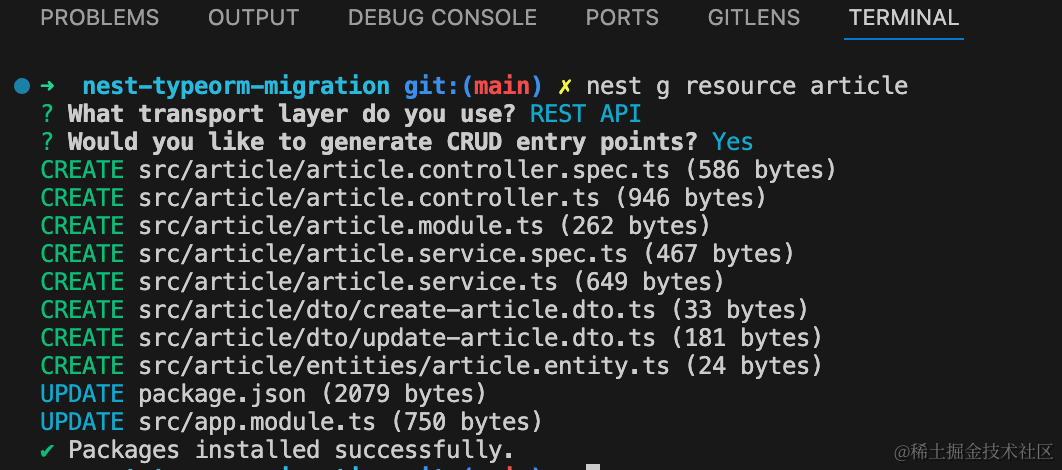 PROBLEMS OUTPUT DEBUG CONSOLE PORTS GITLENS TERMINAL
➜ nest-typeorm-migration git:(main) ✗ nest g resource article
? What transport layer do you use? REST API
? Would you like to generate CRUD entry points? Yes
CREATE src/article/article.controller.spec.ts (586 bytes)
CREATE src/article/article.controller.ts (946 bytes)
CREATE src/article/article.module.ts (262 bytes)
CREATE src/article/article.service.spec.ts (467 bytes)
CREATE src/article/article.service.ts (649 bytes)
CREATE src/article/dto/create-article.dto.ts (33 bytes)
CREATE src/article/dto/update-article.dto.ts (181 bytes)
CREATE src/article/entities/article.entity.ts (24 bytes)
UPDATE package.json (2079 bytes)
UPDATE src/app.module.ts (750 bytes)
✔ Packages installed successfully.
@稀土掘金技术社区